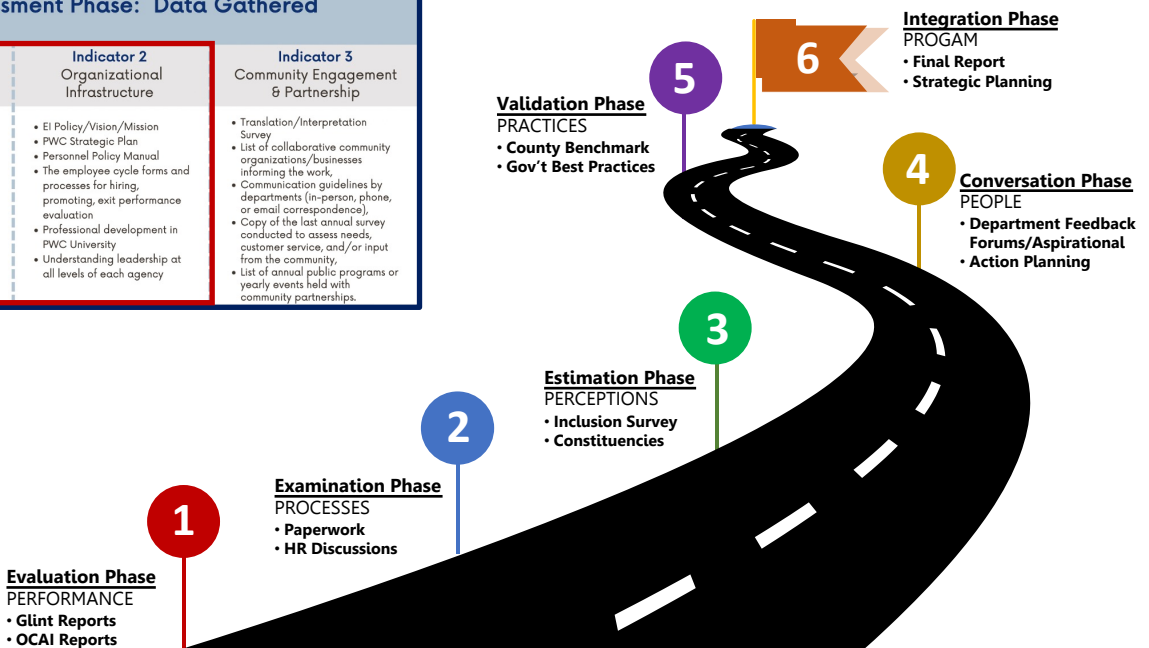 ssment Phase: Data Gathered
Indicator 2
Organizational
Infrastructure
• EI Policy/Vision/Mission
• PWC Strategic Plan
• Personnel Policy Manual
• The employee cycle forms and
processes for hiring,
promoting, exit performance
evaluation
• Professional development in
PWC University
• Understanding leadership at
all levels of each agency
Indicator 3
Community Engagement
& Partnership
• Translation/Interpretation
Survey
• List of collaborative community
organizations/businesses
informing the work,
• Communication guidelines by
departments (in-person, phone,
or email correspondence),
• Copy of the last annual survey
conducted to assess needs,
customer service, and/or input
from the community,
• List of annual public programs or
yearly events held with
community partnerships.
6
Integration Phase
PROGAM
• Final Report
• Strategic Planning
5
Validation Phase
PRACTICES
• County Benchmark
• Gov't Best Practices
4
Conversation Phase
PEOPLE
• Department Feedback
Forums/Aspirational
• Action Planning
3
Estimation Phase
PERCEPTIONS
• Inclusion Survey
• Constituencies
2
Examination Phase
PROCESSES
• Paperwork
• HR Discussions
1
Evaluation Phase
PERFORMANCE
• Glint Reports
• OCAI Reports